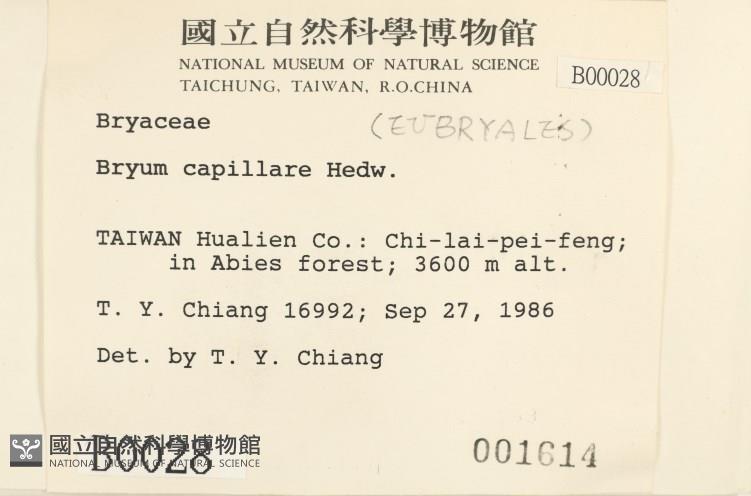 國立自然科學博物館
NATIONAL MUSEUM OF NATURAL SCIENCE
TAICHUNG, TAIWAN, R.O.CHINA
B00028
Bryaceae
(EUBRYALES)
Bryum capillare Hedw.
TAIWAN Hualien Co.: Chi-lai-pei-feng;
in Abies forest; 3600 m alt.
T. Y. Chiang 16992; Sep 27, 1986
Det. by T. Y. Chiang
國立自然科學博物館
NATIONAL MUSEUM OF NATURAL SCIENCE
B00028
001614